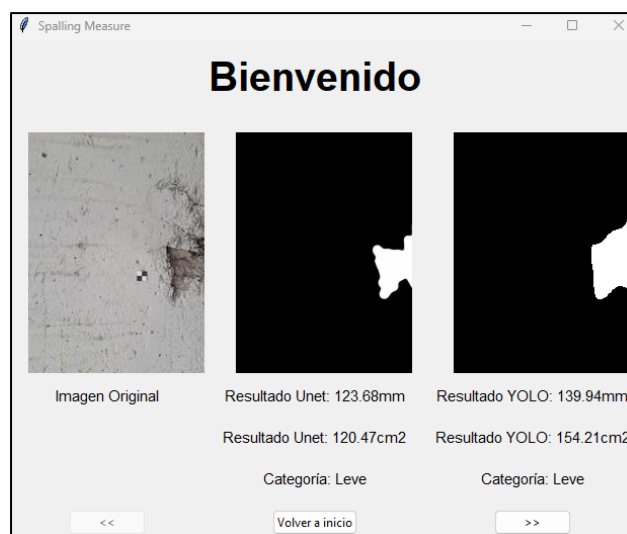 Spalling Measure
Bienvenido
Imagen Original
Resultado Unet: 123.68mm
Resultado YOLO: 139.94mm
Resultado Unet: 120.47cm2
Resultado YOLO: 154.21cm2
Categoría: Leve
Categoría: Leve
<<
Volver a inicio
>>